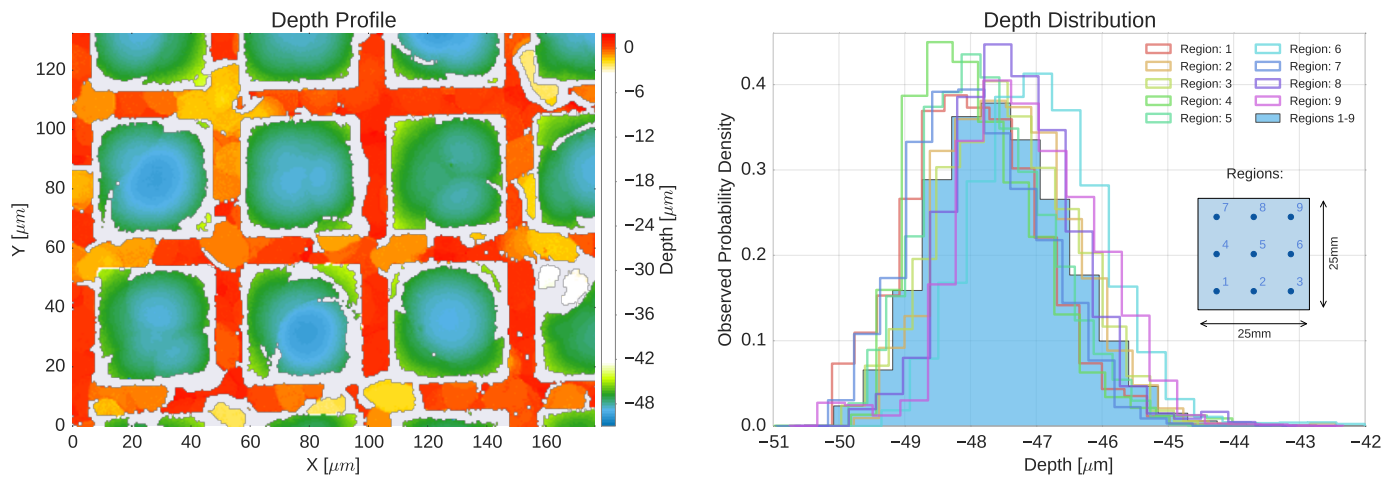 Depth Profile
120
100
80
60
40
20
0
0 20 40 60 80 100 120 140 160
X [μm]
Y [μm]
0
−6
−12
−18
−24
−30
−36
−42
−48
Depth [μm]
Depth Distribution
0.4
0.3
0.2
0.1
0.0
−51 −50 −49 −48 −47 −46 −45 −44 −43 −42
Depth [μm]
Observed Probability Density
Region: 1
Region: 2
Region: 3
Region: 4
Region: 5
Region: 6
Region: 7
Region: 8
Region: 9
Regions 1-9
Regions:
7 8 9
4 5 6
1 2 3
25mm
25mm